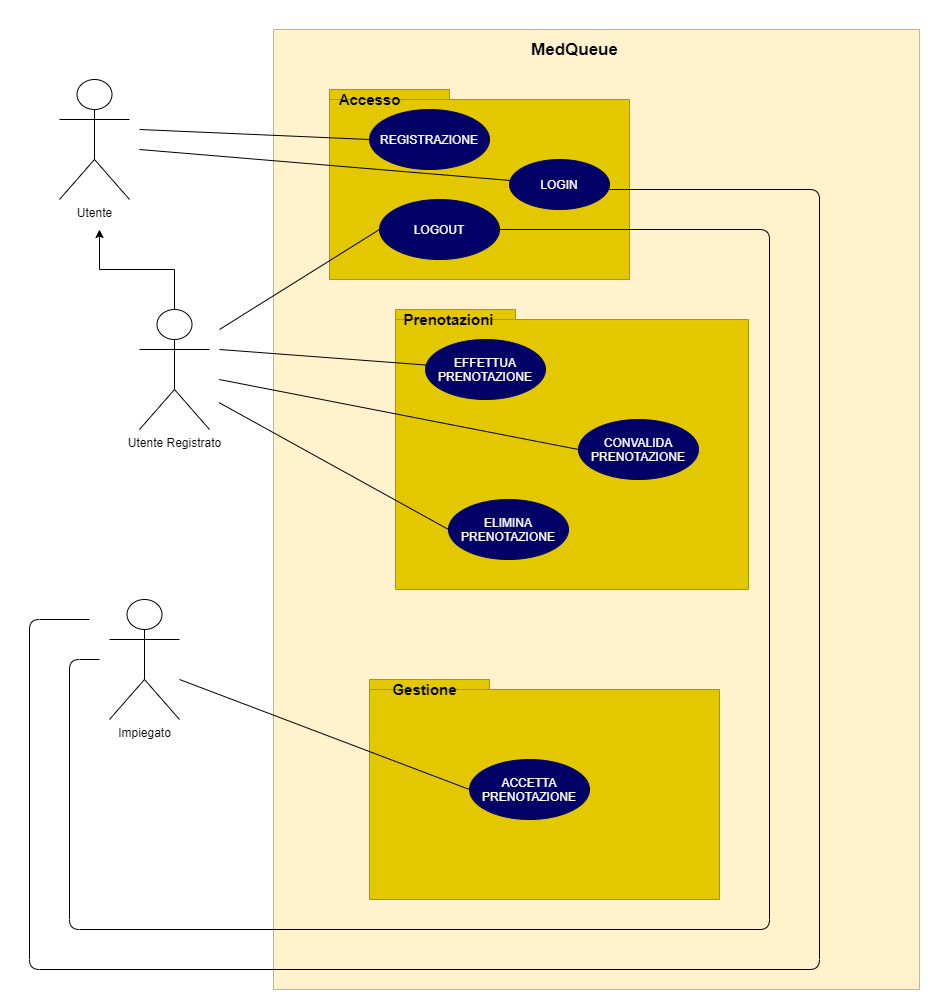 MedQueue
Accesso
REGISTRAZIONE
LOGIN
Utente
LOGOUT
Prenotazioni
EFFETTUA
PRENOTAZIONE
Utente Registrato
CONVALIDA
PRENOTAZIONE
ELIMINA
PRENOTAZIONE
Gestione
Impiegato
ACCETTA
PRENOTAZIONE